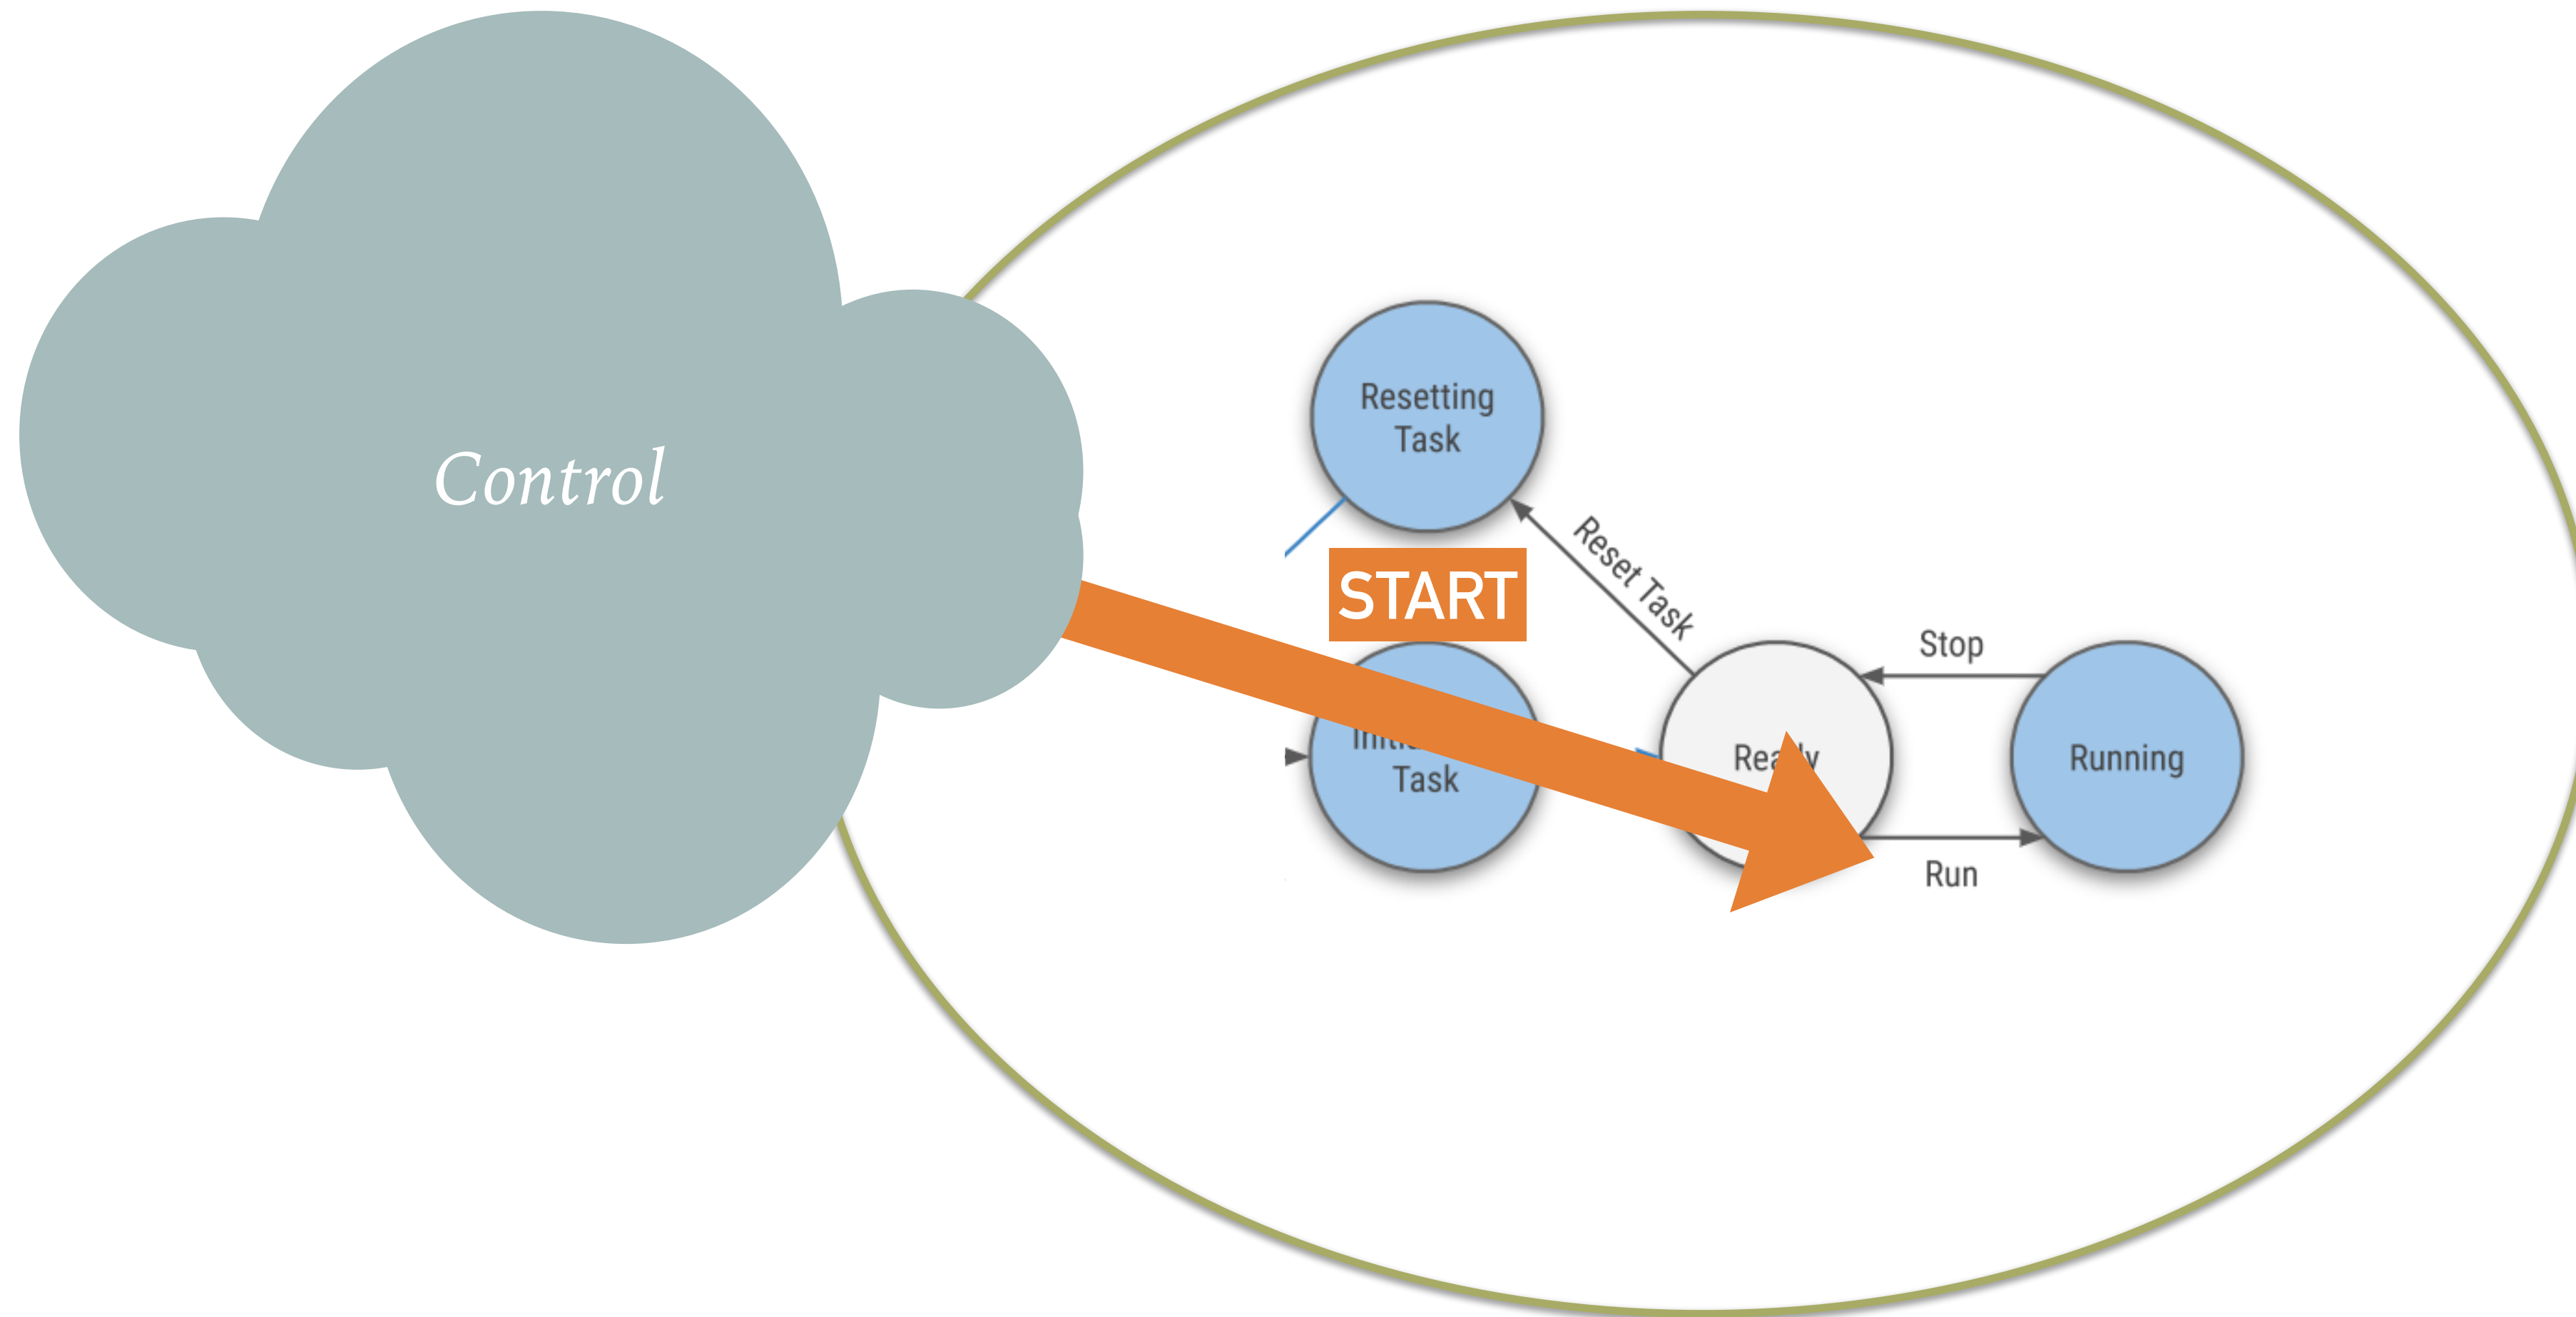 Control
Resetting
Task
START
Reset Task
Stop
Task
Running
Run